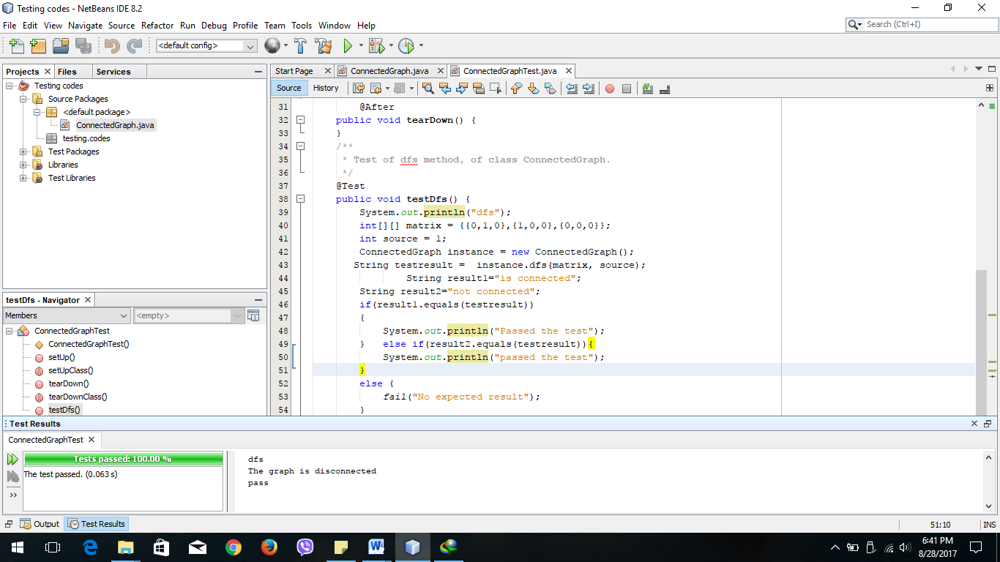 Testing codes - NetBeans IDE 8.2
File Edit View Navigate Source Refactor Run Debug Profile Team Tools Window Help
Search (Ctrl+I)
<default config>
Projects Files Services
Testing codes
Source Packages
<default package>
ConnectedGraph.java
testing.codes
Test Packages
Libraries
Test Libraries
testDfs - Navigator
Members <empty>
ConnectedGraphTest
ConnectedGraphTest()
setUp()
setUpClass()
tearDown()
tearDownClass()
testDfs()
Start Page ConnectedGraph.java ConnectedGraphTest.java
Source History
31 @After
32 public void tearDown() {
33 }
34 /**
35 * Test of dfs method, of class ConnectedGraph.
36 */
37 @Test
38 public void testDfs() {
39 System.out.println("dfs");
40 int[][] matrix = {{0,1,0},{1,0,0},{0,0,0}};
41 int source = 1;
42 ConnectedGraph instance = new ConnectedGraph();
43 String testresult =  instance.dfs(matrix, source);
44 String result1="is connected";
45 String result2="not connected";
46 if(result1.equals(testresult))
47 {
48 System.out.println("Passed the test");
49 }   else if(result2.equals(testresult)){
50 System.out.println("passed the test");
51 }
52 else {
53 fail("No expected result");
54 }
Test Results
ConnectedGraphTest
Tests passed: 100.00 %
The test passed. (0.063 s)
dfs
The graph is disconnected
pass
Output Test Results
51:10 INS
6:41 PM
8/28/2017